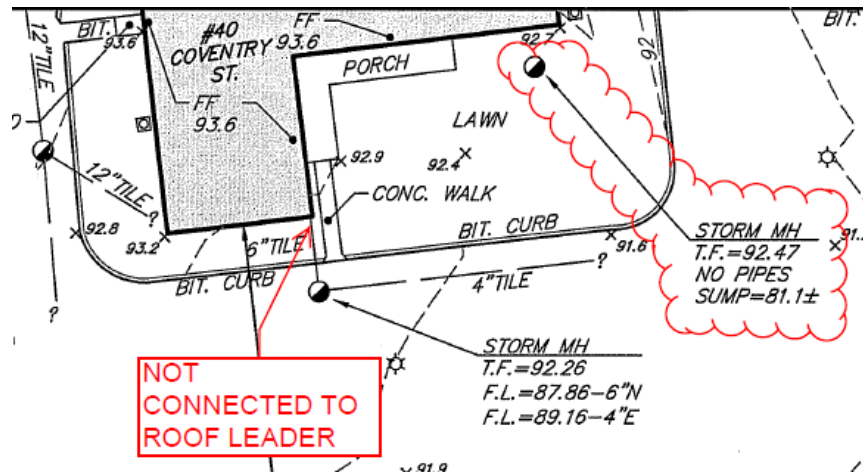 12" TILE
BIT.
93.6
#40
COVENTRY
ST.
FF
93.6
FF
93.6
PORCH
92.7
92
BIT.
LAWN
12" TILE
?
92.9
92.4
CONC. WALK
92.8
93.2
6" TILE
BIT. CURB
BIT. CURB
91.6
4" TILE
?
?
STORM MH
T.F.=92.47
NO PIPES
SUMP=81.1±
91.
NOT
CONNECTED TO
ROOF LEADER
STORM MH
T.F.=92.26
F.L.=87.86-6"N
F.L.=89.16-4"E
91.9